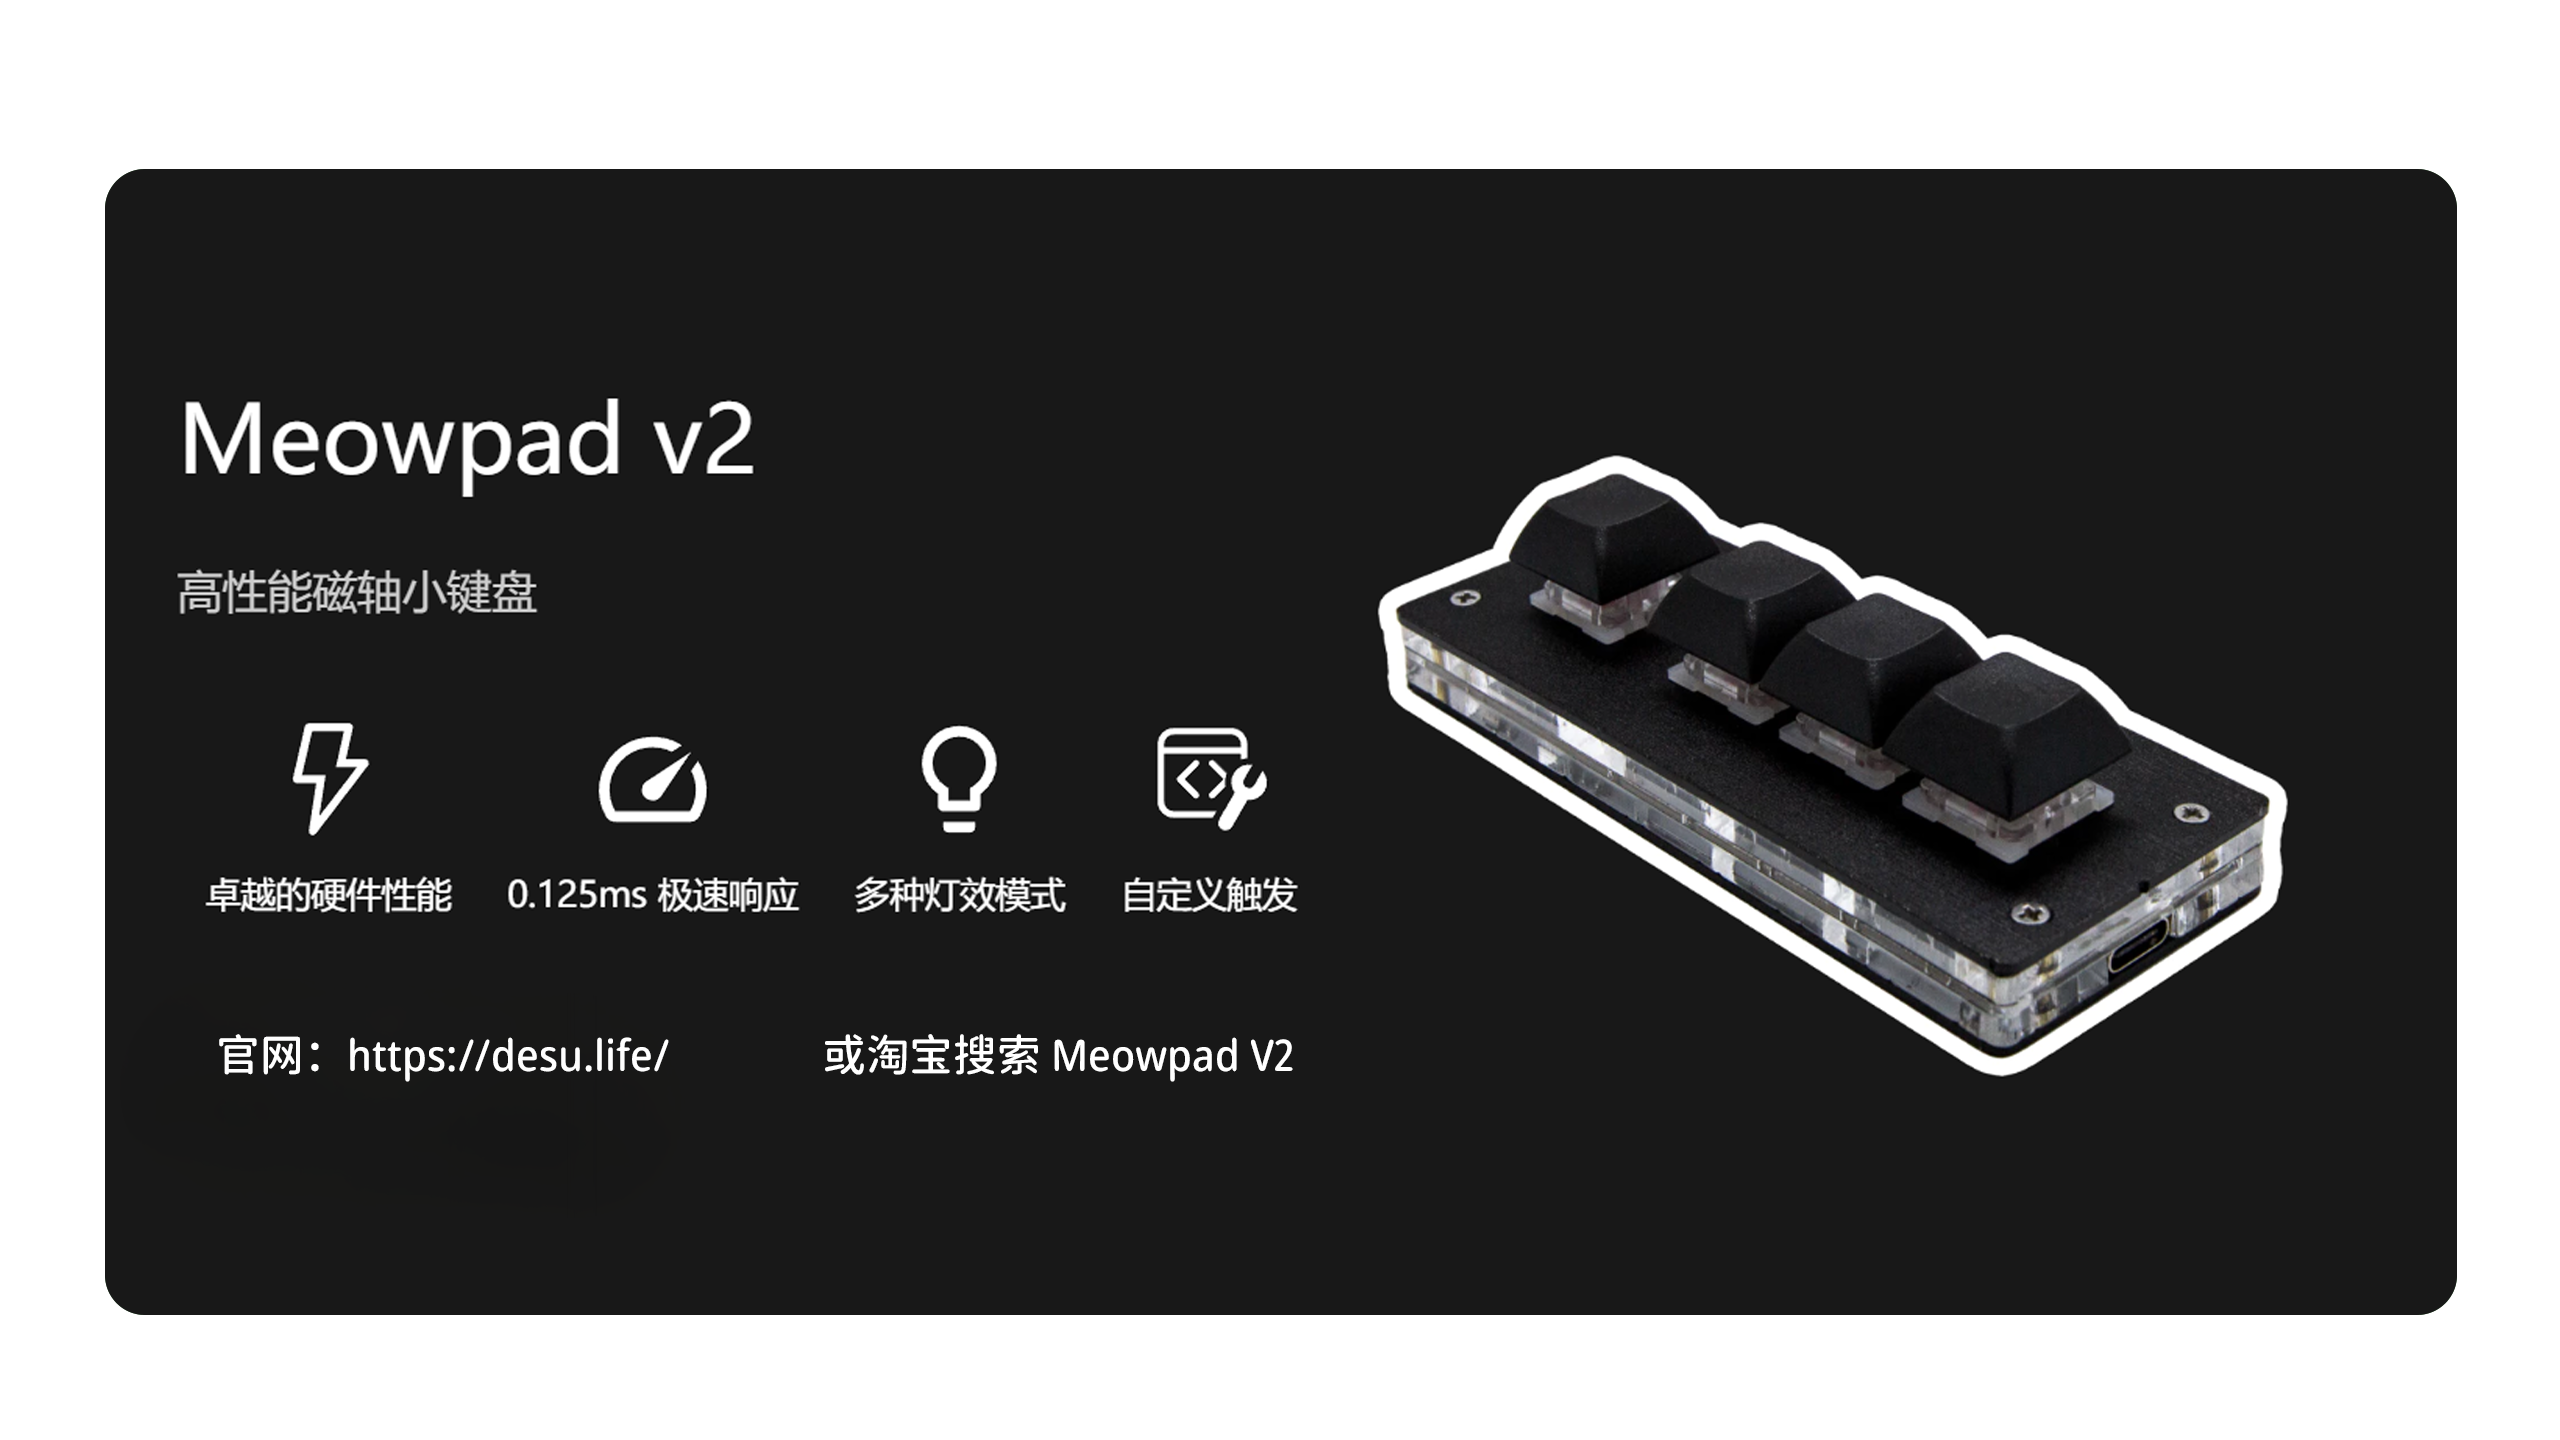 Meowpad v2
高性能磁轴小键盘
卓越的硬件性能
0.125ms 极速响应
多种灯效模式
自定义触发
官网：https://desu.life/
或淘宝搜索 Meowpad V2